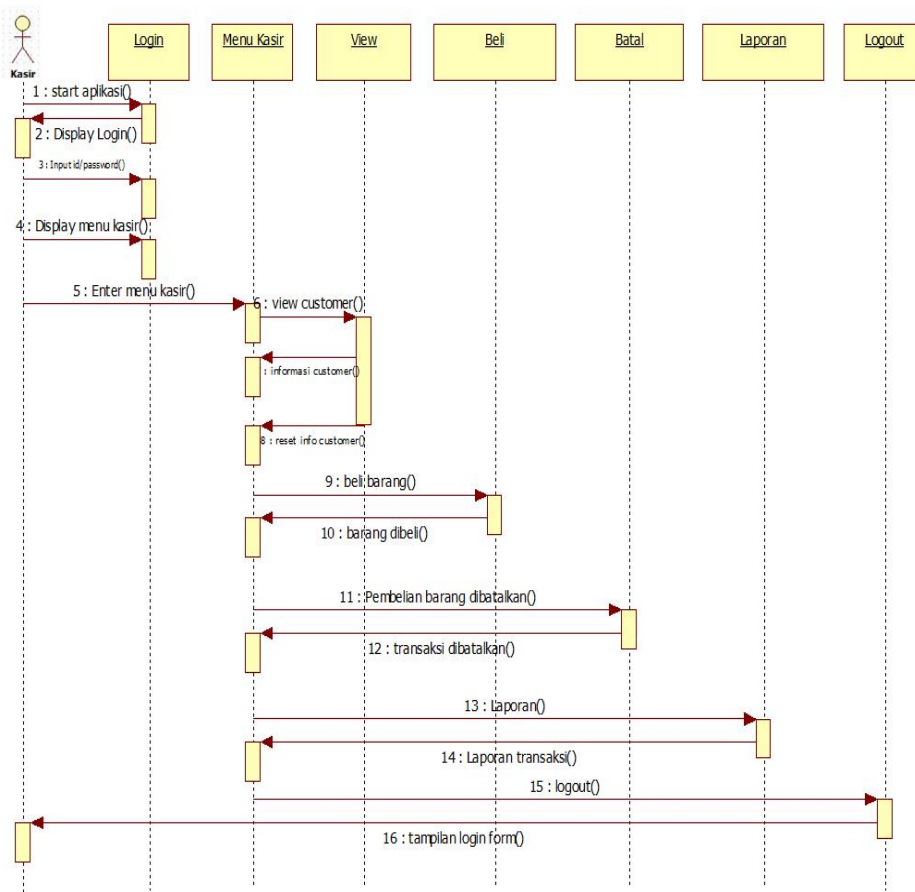 Login
Menu Kasir
View
Beli
Batal
Laporan
Logout
Kasir
1 : start aplikasi()
2 : Display Login()
3 : Input id/password()
4 : Display menu kasir()
5 : Enter menu kasir()
6 : view customer()
: informasi customer()
8 : reset info customer()
9 : beli barang()
10 : barang dibeli()
11 : Pembelian barang dibatalkan()
12 : transaksi dibatalkan()
13 : Laporan()
14 : Laporan transaksi()
15 : logout()
16 : tampilan login form()